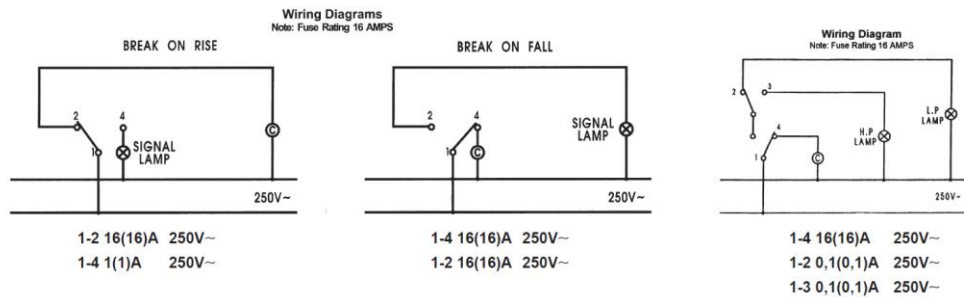 Wiring Diagrams
Note: Fuse Rating 16 AMPS
BREAK ON RISE
2
4
1
SIGNAL
LAMP
C
250V~
1-2 16(16)A 250V~
1-4 1(1)A 250V~
BREAK ON FALL
2
4
1
C
SIGNAL
LAMP
250V~
1-4 16(16)A 250V~
1-2 16(16)A 250V~
Wiring Diagram
Note: Fuse Rating 16 AMPS
2
3
4
1
C
H.P
LAMP
L.P
LAMP
250V~
1-4 16(16)A 250V~
1-2 0,1(0,1)A 250V~
1-3 0,1(0,1)A 250V~